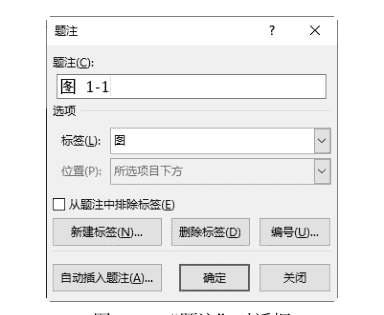 题注 ? ×
题注(C):
图 1-1
选项
标签(L): 图
位置(P): 所选项目下方
从题注中排除标签(E)
新建标签(N)... 删除标签(D) 编号(U)...
自动插入题注(A)... 确定 关闭